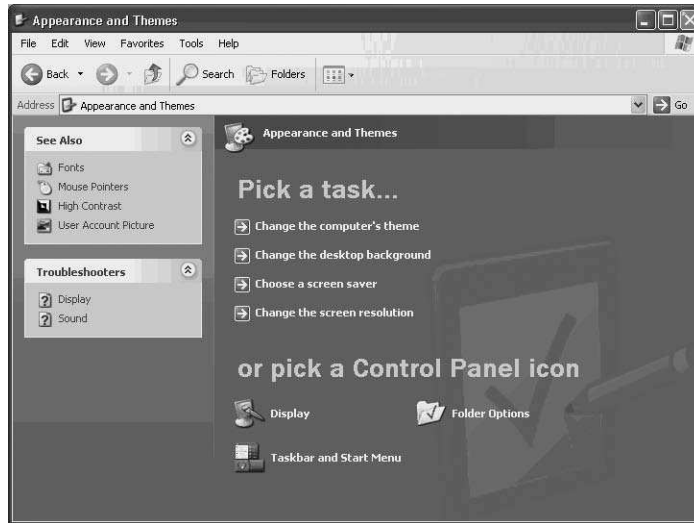 Appearance and Themes
File Edit View Favorites Tools Help
Back Search Folders
Address Appearance and Themes Go
See Also
Fonts
Mouse Pointers
High Contrast
User Account Picture
Troubleshooters
Display
Sound
Appearance and Themes
Pick a task...
Change the computer's theme
Change the desktop background
Choose a screen saver
Change the screen resolution
or pick a Control Panel icon
Display Folder Options
Taskbar and Start Menu